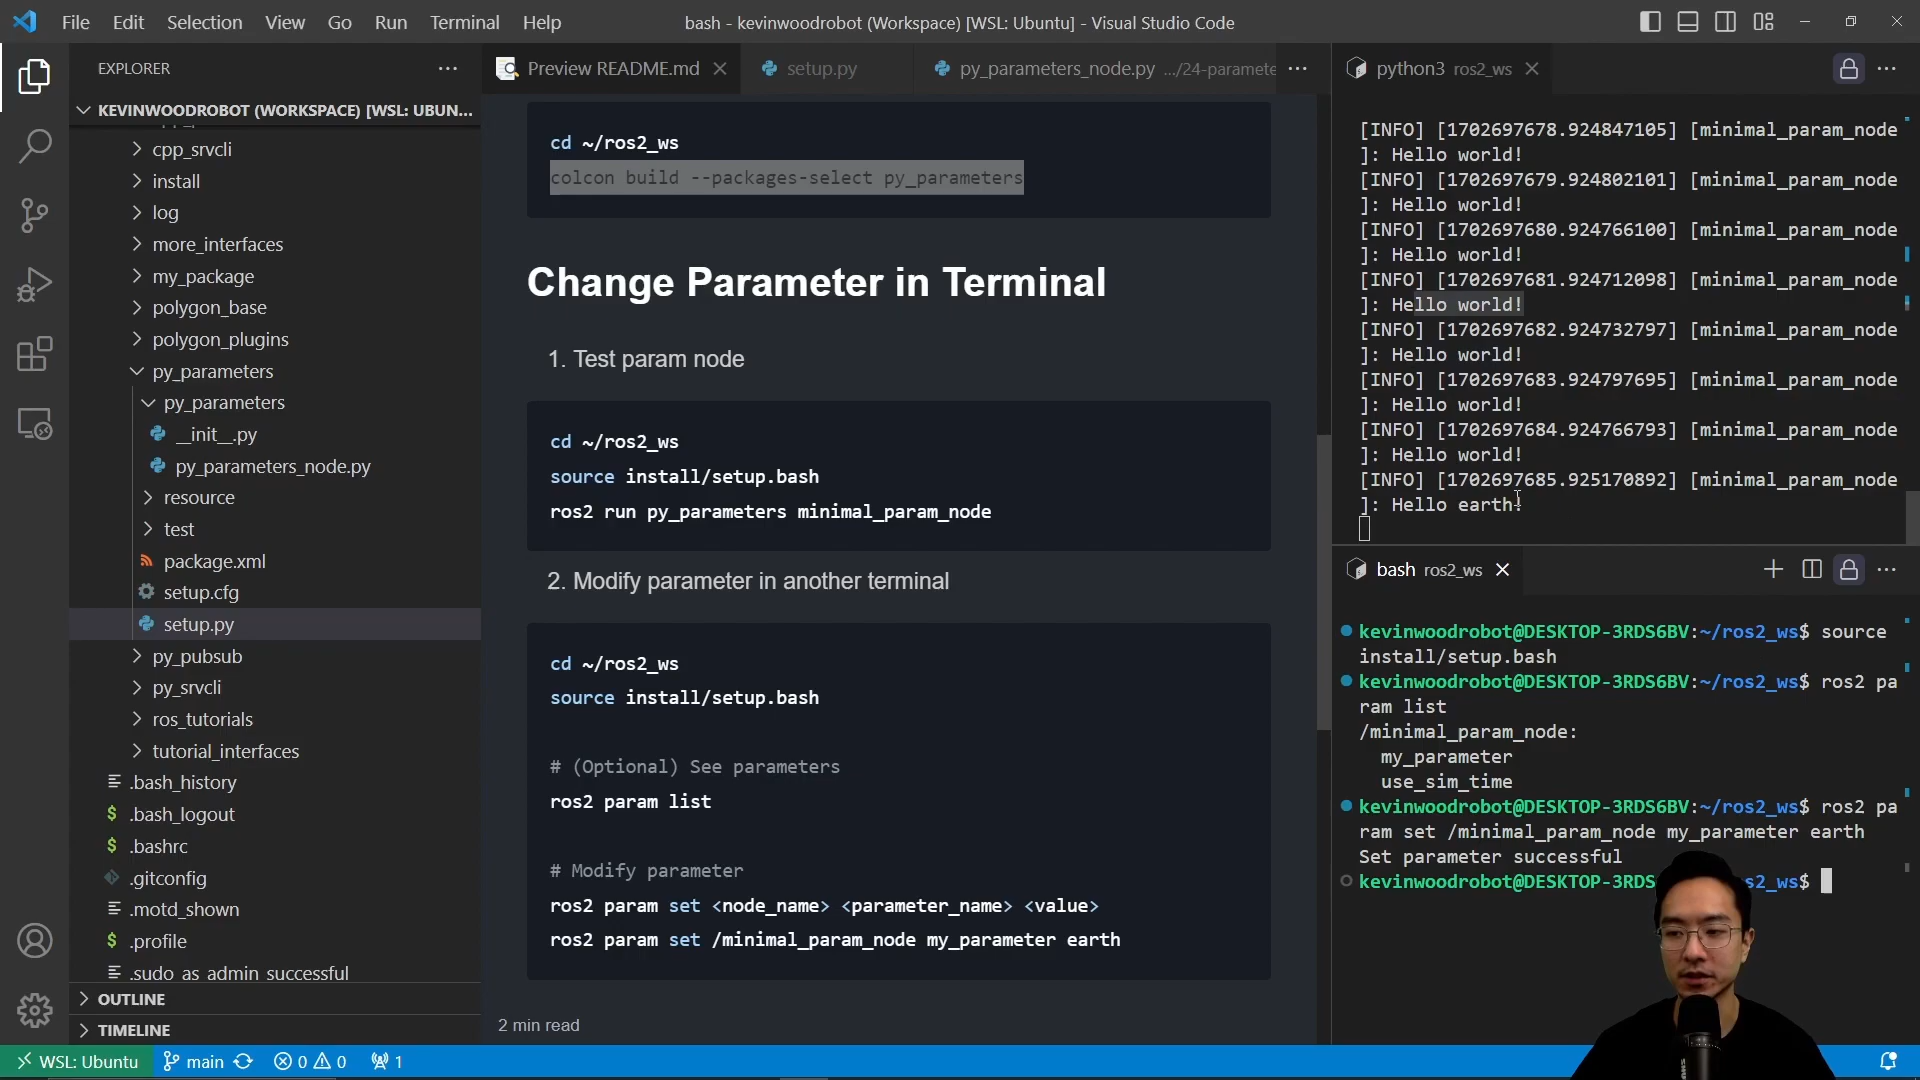 File Edit Selection View Go Run Terminal Help
bash - kevinwoodrobot (Workspace) [WSL: Ubuntu] - Visual Studio Code
EXPLORER
KEVINWOODROBOT (WORKSPACE) [WSL: UBUN...
cpp_srvcli
install
log
more_interfaces
my_package
polygon_base
polygon_plugins
py_parameters
py_parameters
__init__.py
py_parameters_node.py
resource
test
package.xml
setup.cfg
setup.py
py_pubsub
py_srvcli
ros_tutorials
tutorial_interfaces
.bash_history
.bash_logout
.bashrc
.gitconfig
.motd_shown
.profile
.sudo_as_admin_successful
OUTLINE
TIMELINE
Preview README.md
setup.py
py_parameters_node.py .../24-paramete
cd ~/ros2_ws
colcon build --packages-select py_parameters
Change Parameter in Terminal
1. Test param node
cd ~/ros2_ws
source install/setup.bash
ros2 run py_parameters minimal_param_node
2. Modify parameter in another terminal
cd ~/ros2_ws
source install/setup.bash
# (Optional) See parameters
ros2 param list
# Modify parameter
ros2 param set <node_name> <parameter_name> <value>
ros2 param set /minimal_param_node my_parameter earth
2 min read
python3 ros2_ws
[INFO] [1702697678.924847105] [minimal_param_node
]: Hello world!
[INFO] [1702697679.924802101] [minimal_param_node
]: Hello world!
[INFO] [1702697680.924766100] [minimal_param_node
]: Hello world!
[INFO] [1702697681.924712098] [minimal_param_node
]: Hello world!
[INFO] [1702697682.924732797] [minimal_param_node
]: Hello world!
[INFO] [1702697683.924797695] [minimal_param_node
]: Hello world!
[INFO] [1702697684.924766793] [minimal_param_node
]: Hello world!
[INFO] [1702697685.925170892] [minimal_param_node
]: Hello earth!
bash ros2_ws
kevinwoodrobot@DESKTOP-3RDS6BV:~/ros2_ws$ source
install/setup.bash
kevinwoodrobot@DESKTOP-3RDS6BV:~/ros2_ws$ ros2 pa
ram list
/minimal_param_node:
my_parameter
use_sim_time
kevinwoodrobot@DESKTOP-3RDS6BV:~/ros2_ws$ ros2 pa
ram set /minimal_param_node my_parameter earth
Set parameter successful
kevinwoodrobot@DESKTOP-3RDS s2_ws$
WSL: Ubuntu main 0 0 1